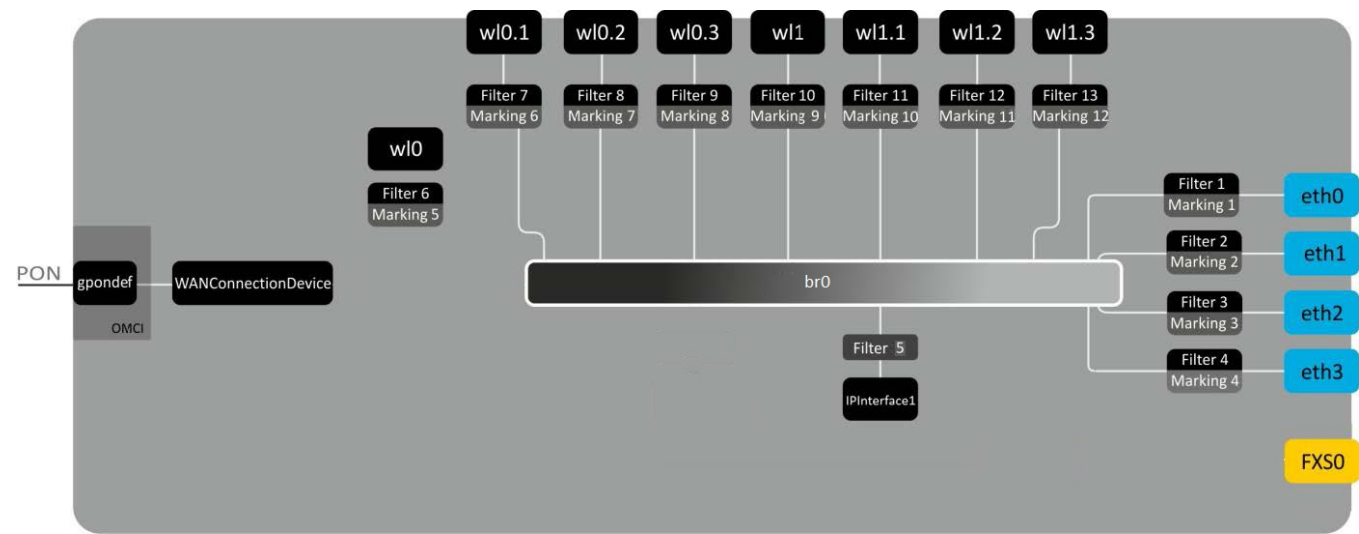 wl0.1 wl0.2 wl0.3 wl1 wl1.1 wl1.2 wl1.3
Filter 7 Filter 8 Filter 9 Filter 10 Filter 11 Filter 12 Filter 13
Marking 6 Marking 7 Marking 8 Marking 9 Marking 10 Marking 11 Marking 12
wl0
Filter 6
Marking 5
Filter 1
Marking 1
eth0
Filter 2
Marking 2
eth1
PON
gpondef
WANConnectionDevice
OMCI
br0
Filter 3
Marking 3
eth2
Filter 5
IPInterface1
Filter 4
Marking 4
eth3
FXS0